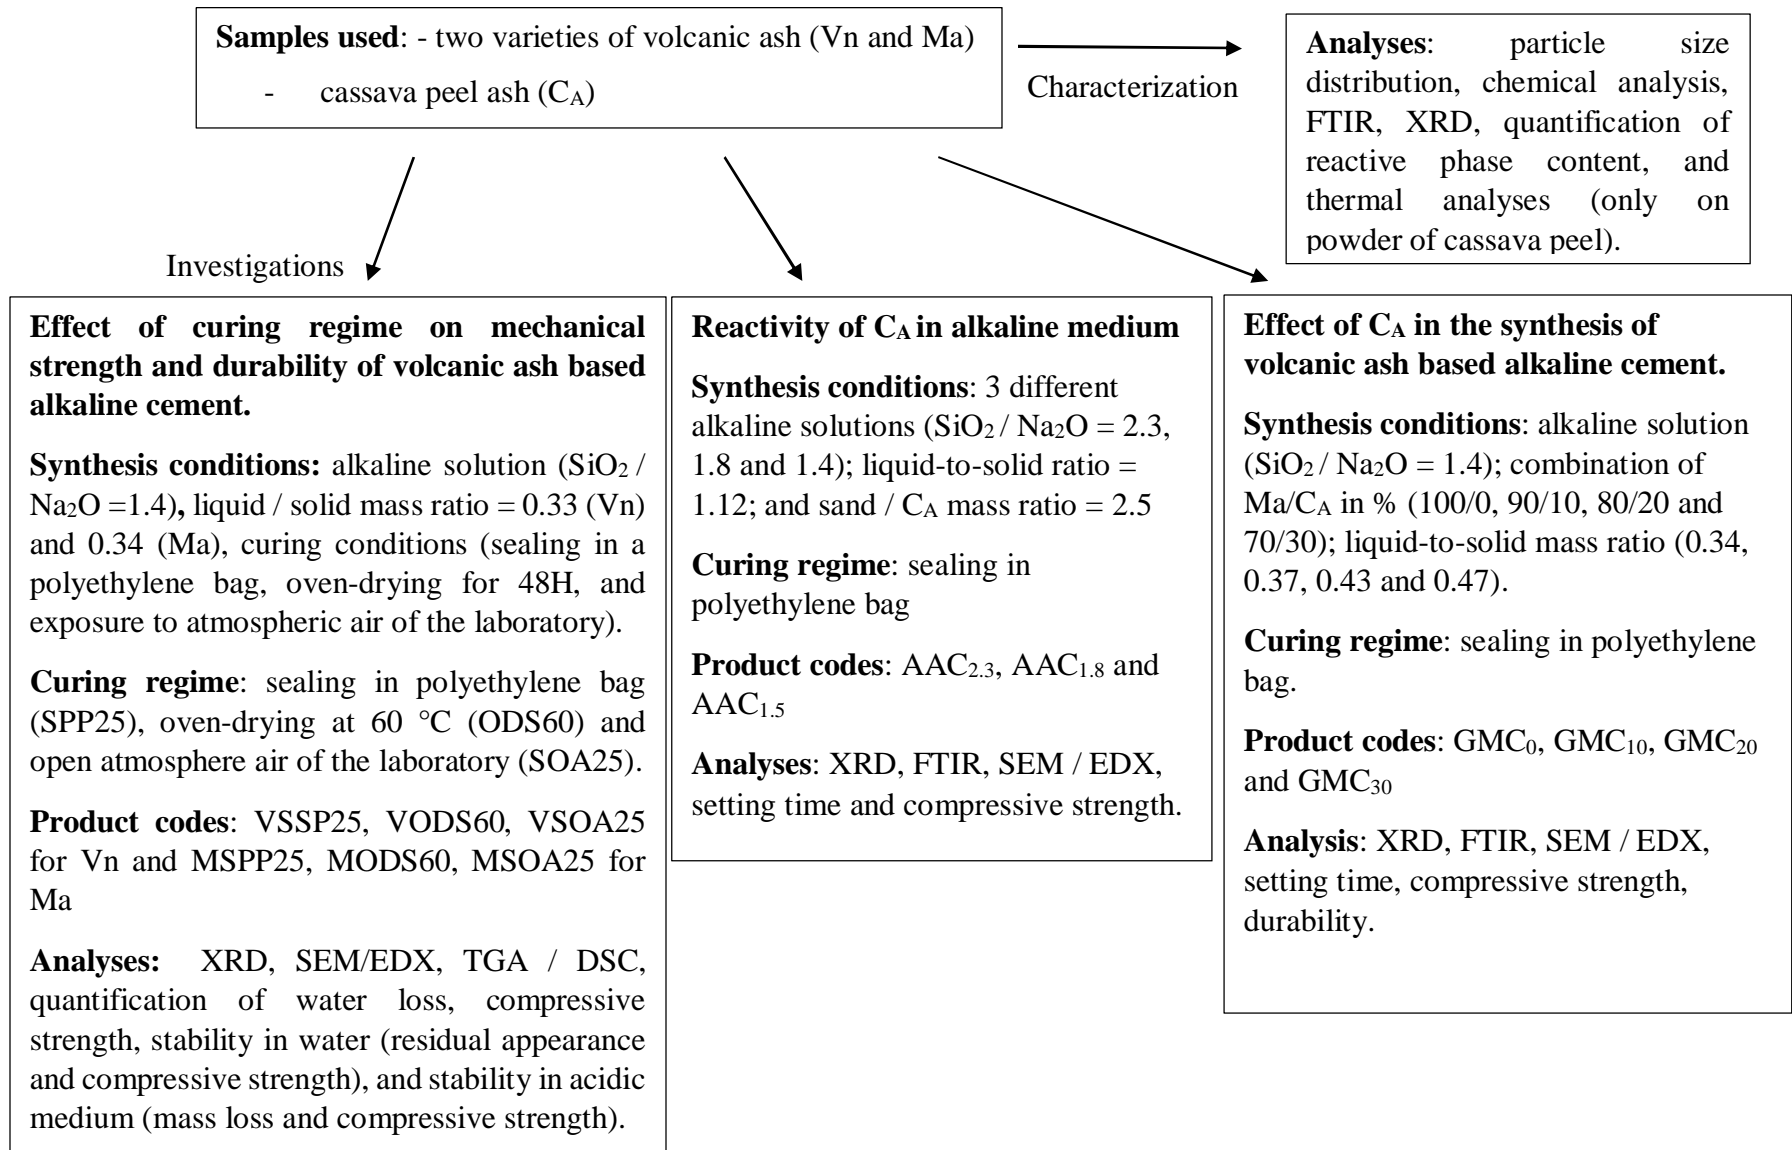 Samples used: - two varieties of volcanic ash (Vn and Ma)
- cassava peel ash (C_A)
Characterization
Analyses: particle size
distribution, chemical analysis,
FTIR, XRD, quantification of
reactive phase content, and
thermal analyses (only on
powder of cassava peel).
Investigations
Effect of curing regime on mechanical
strength and durability of volcanic ash based
alkaline cement.
Synthesis conditions: alkaline solution (SiO₂ /
Na₂O =1.4), liquid / solid mass ratio = 0.33 (Vn)
and 0.34 (Ma), curing conditions (sealing in a
polyethylene bag, oven-drying for 48H, and
exposure to atmospheric air of the laboratory).
Curing regime: sealing in polyethylene bag
(SPP25), oven-drying at 60 °C (ODS60) and
open atmosphere air of the laboratory (SOA25).
Product codes: VSSP25, VODS60, VSOA25
for Vn and MSPP25, MODS60, MSOA25 for
Ma
Analyses: XRD, SEM/EDX, TGA / DSC,
quantification of water loss, compressive
strength, stability in water (residual appearance
and compressive strength), and stability in acidic
medium (mass loss and compressive strength).
Reactivity of C_A in alkaline medium
Synthesis conditions: 3 different
alkaline solutions (SiO₂ / Na₂O = 2.3,
1.8 and 1.4); liquid-to-solid ratio =
1.12; and sand / C_A mass ratio = 2.5
Curing regime: sealing in
polyethylene bag
Product codes: AAC₂.₃, AAC₁.₈ and
AAC₁.₅
Analyses: XRD, FTIR, SEM / EDX,
setting time and compressive strength.
Effect of C_A in the synthesis of
volcanic ash based alkaline cement.
Synthesis conditions: alkaline solution
(SiO₂ / Na₂O = 1.4); combination of
Ma/C_A in % (100/0, 90/10, 80/20 and
70/30); liquid-to-solid mass ratio (0.34,
0.37, 0.43 and 0.47).
Curing regime: sealing in polyethylene
bag.
Product codes: GMC₀, GMC₁₀, GMC₂₀
and GMC₃₀
Analysis: XRD, FTIR, SEM / EDX,
setting time, compressive strength,
durability.